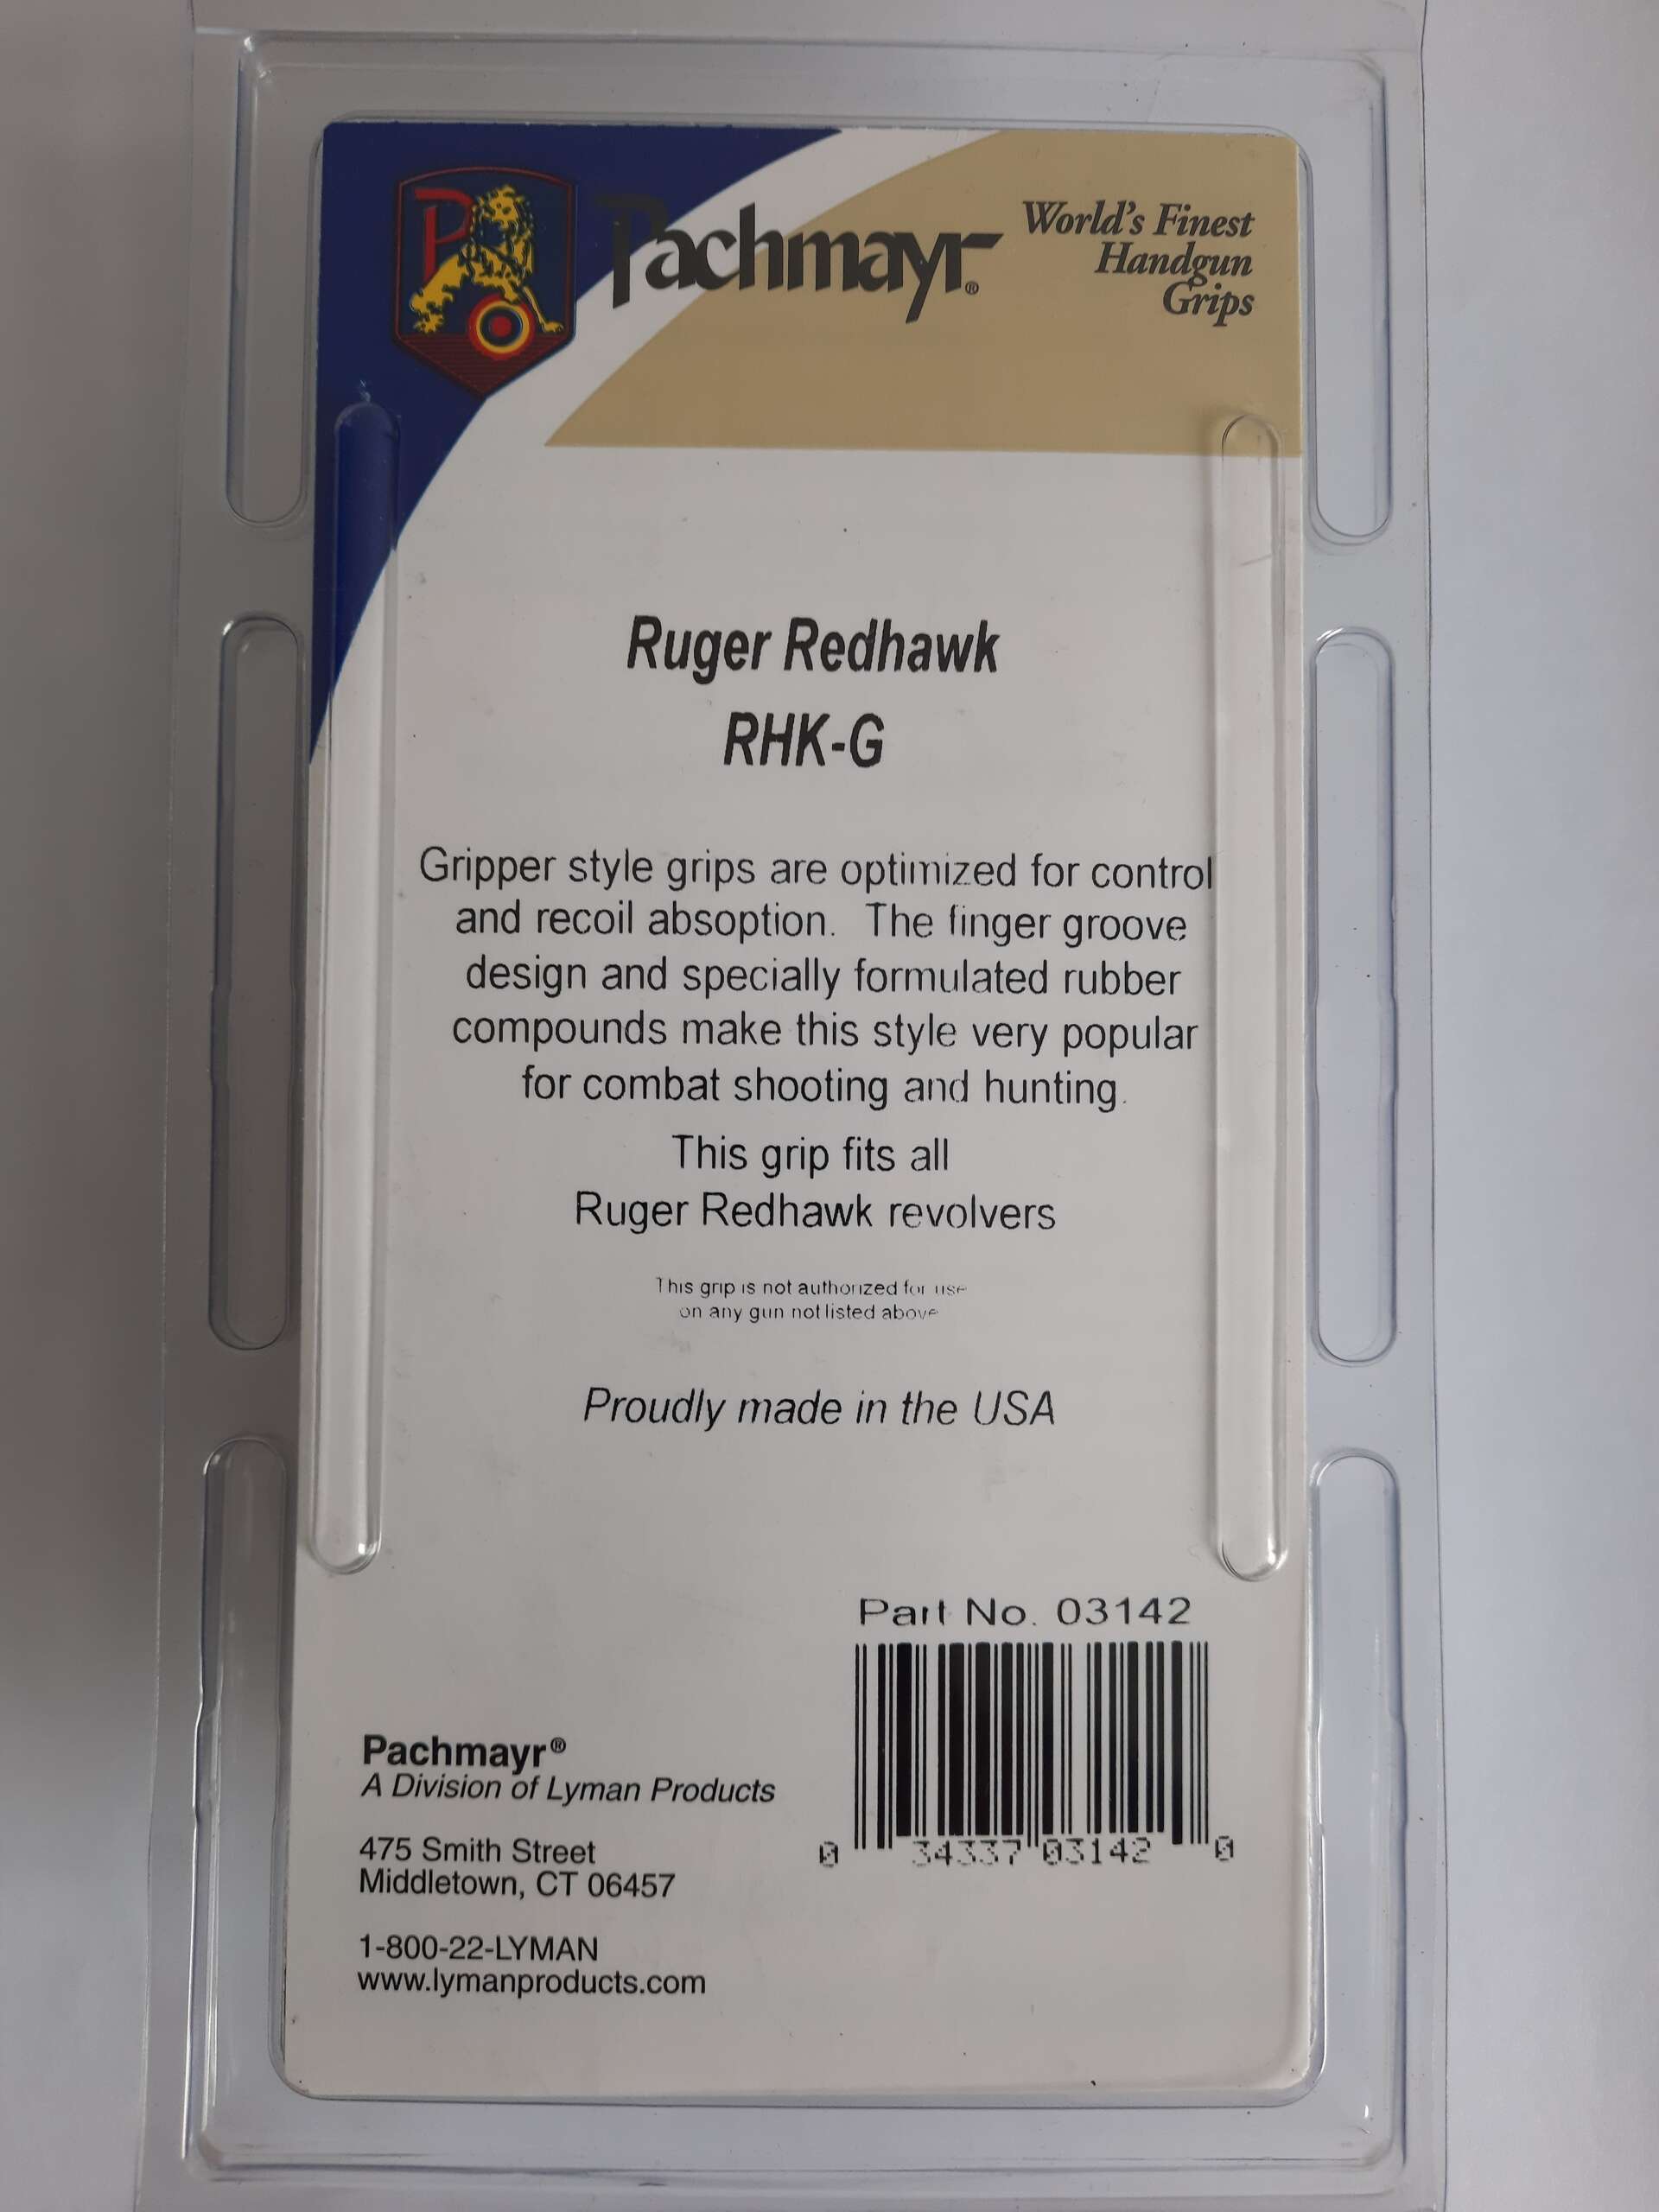 P
Pachmayr®
World's Finest
Handgun
Grips
Ruger Redhawk
RHK-G
Gripper style grips are optimized for control
and recoil absoption. The finger groove
design and specially formulated rubber
compounds make this style very popular
for combat shooting and hunting.
This grip fits all
Ruger Redhawk revolvers
This grip is not authorized for use
on any gun not listed above
Proudly made in the USA
Part No. 03142
0 34337 03142 0
Pachmayr®
A Division of Lyman Products
475 Smith Street
Middletown, CT 06457
1-800-22-LYMAN
www.lymanproducts.com